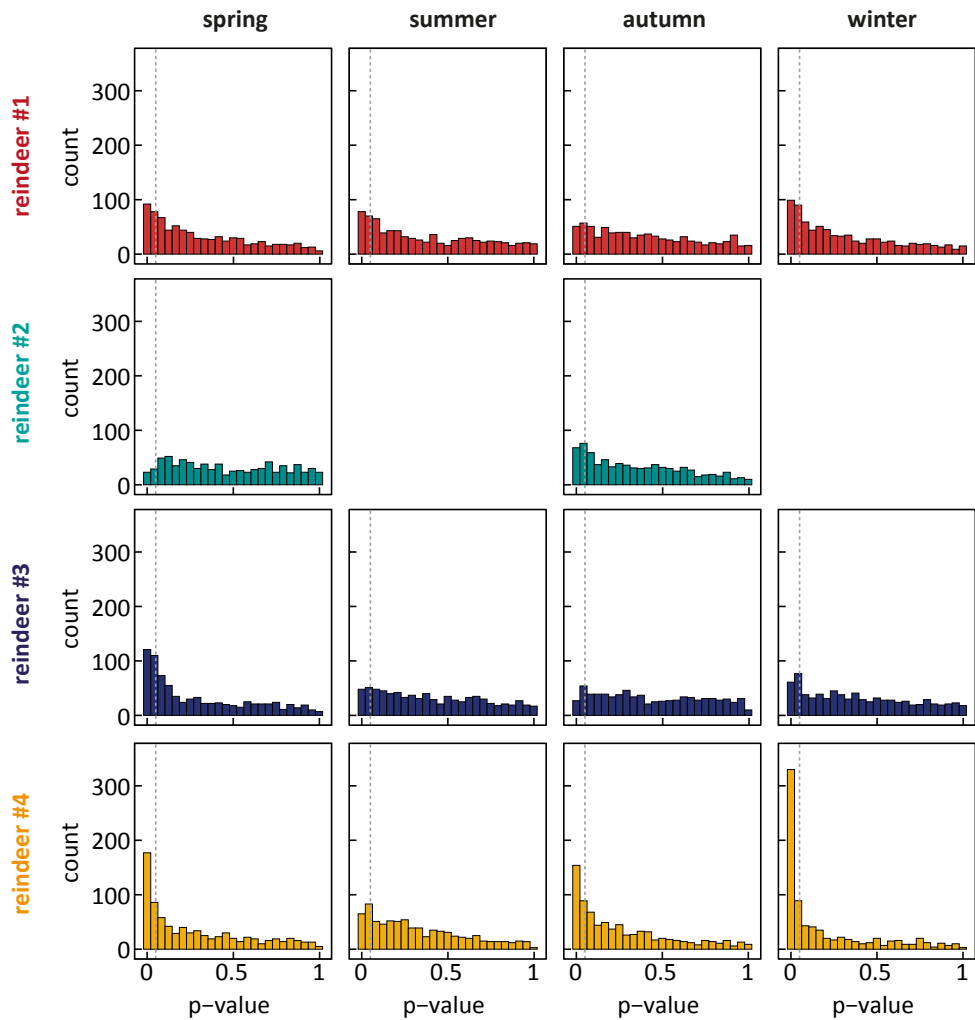 spring summer autumn winter
reindeer #1
count
300
200
100
0
reindeer #2
count
300
200
100
0
reindeer #3
count
300
200
100
0
reindeer #4
count
300
200
100
0
0 0.5 1 0 0.5 1 0 0.5 1 0 0.5 1
p−value p−value p−value p−value